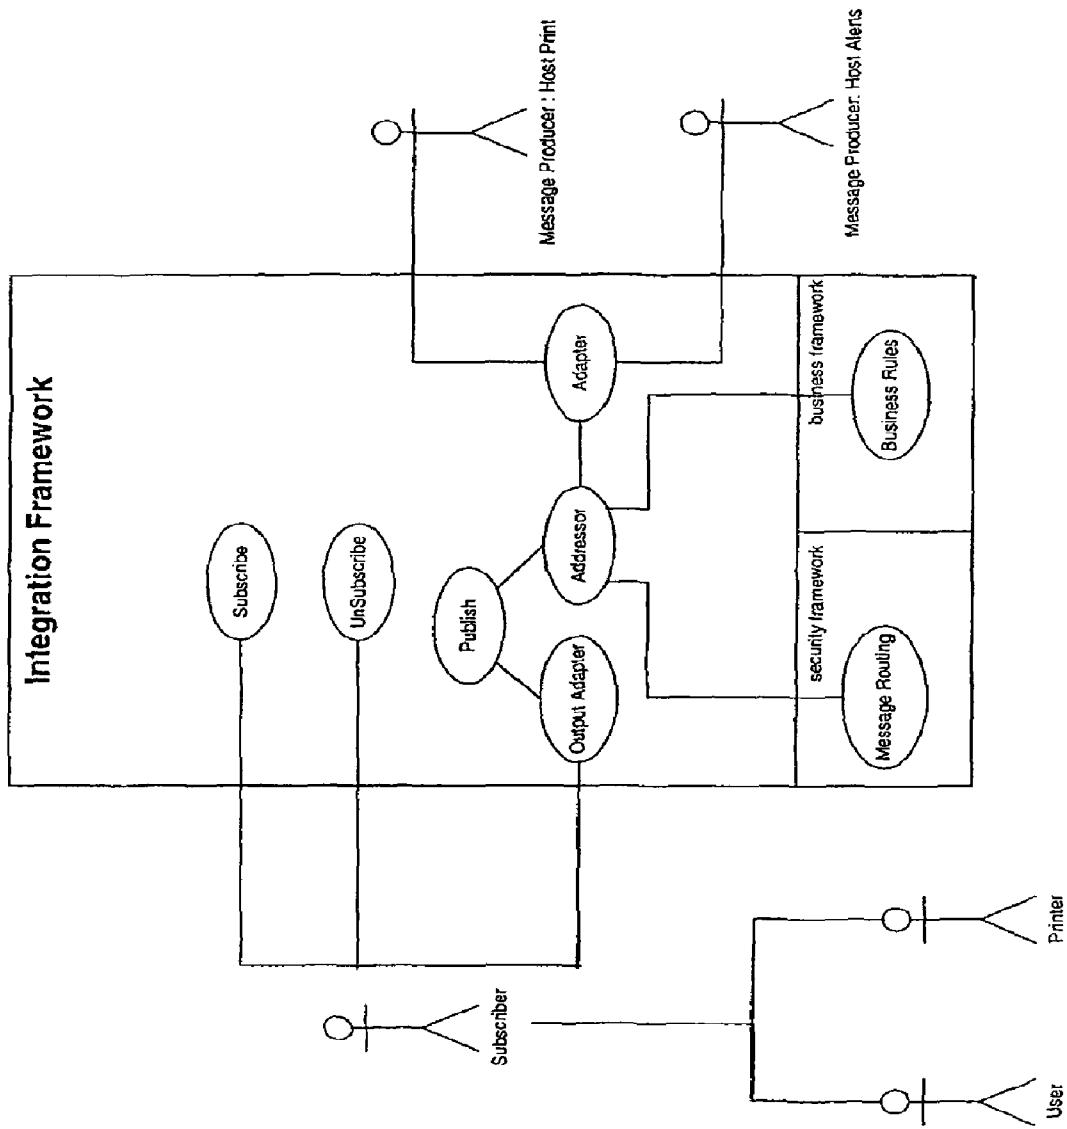 Integration Framework
Subscribe
UnSubscribe
Publish
Output Adapter
Addressor
Adapter
Message Producer : Host Print
Message Producer: Host Alerts
security framework
business framework
Message Routing
Business Rules
Subscriber
User
Printer